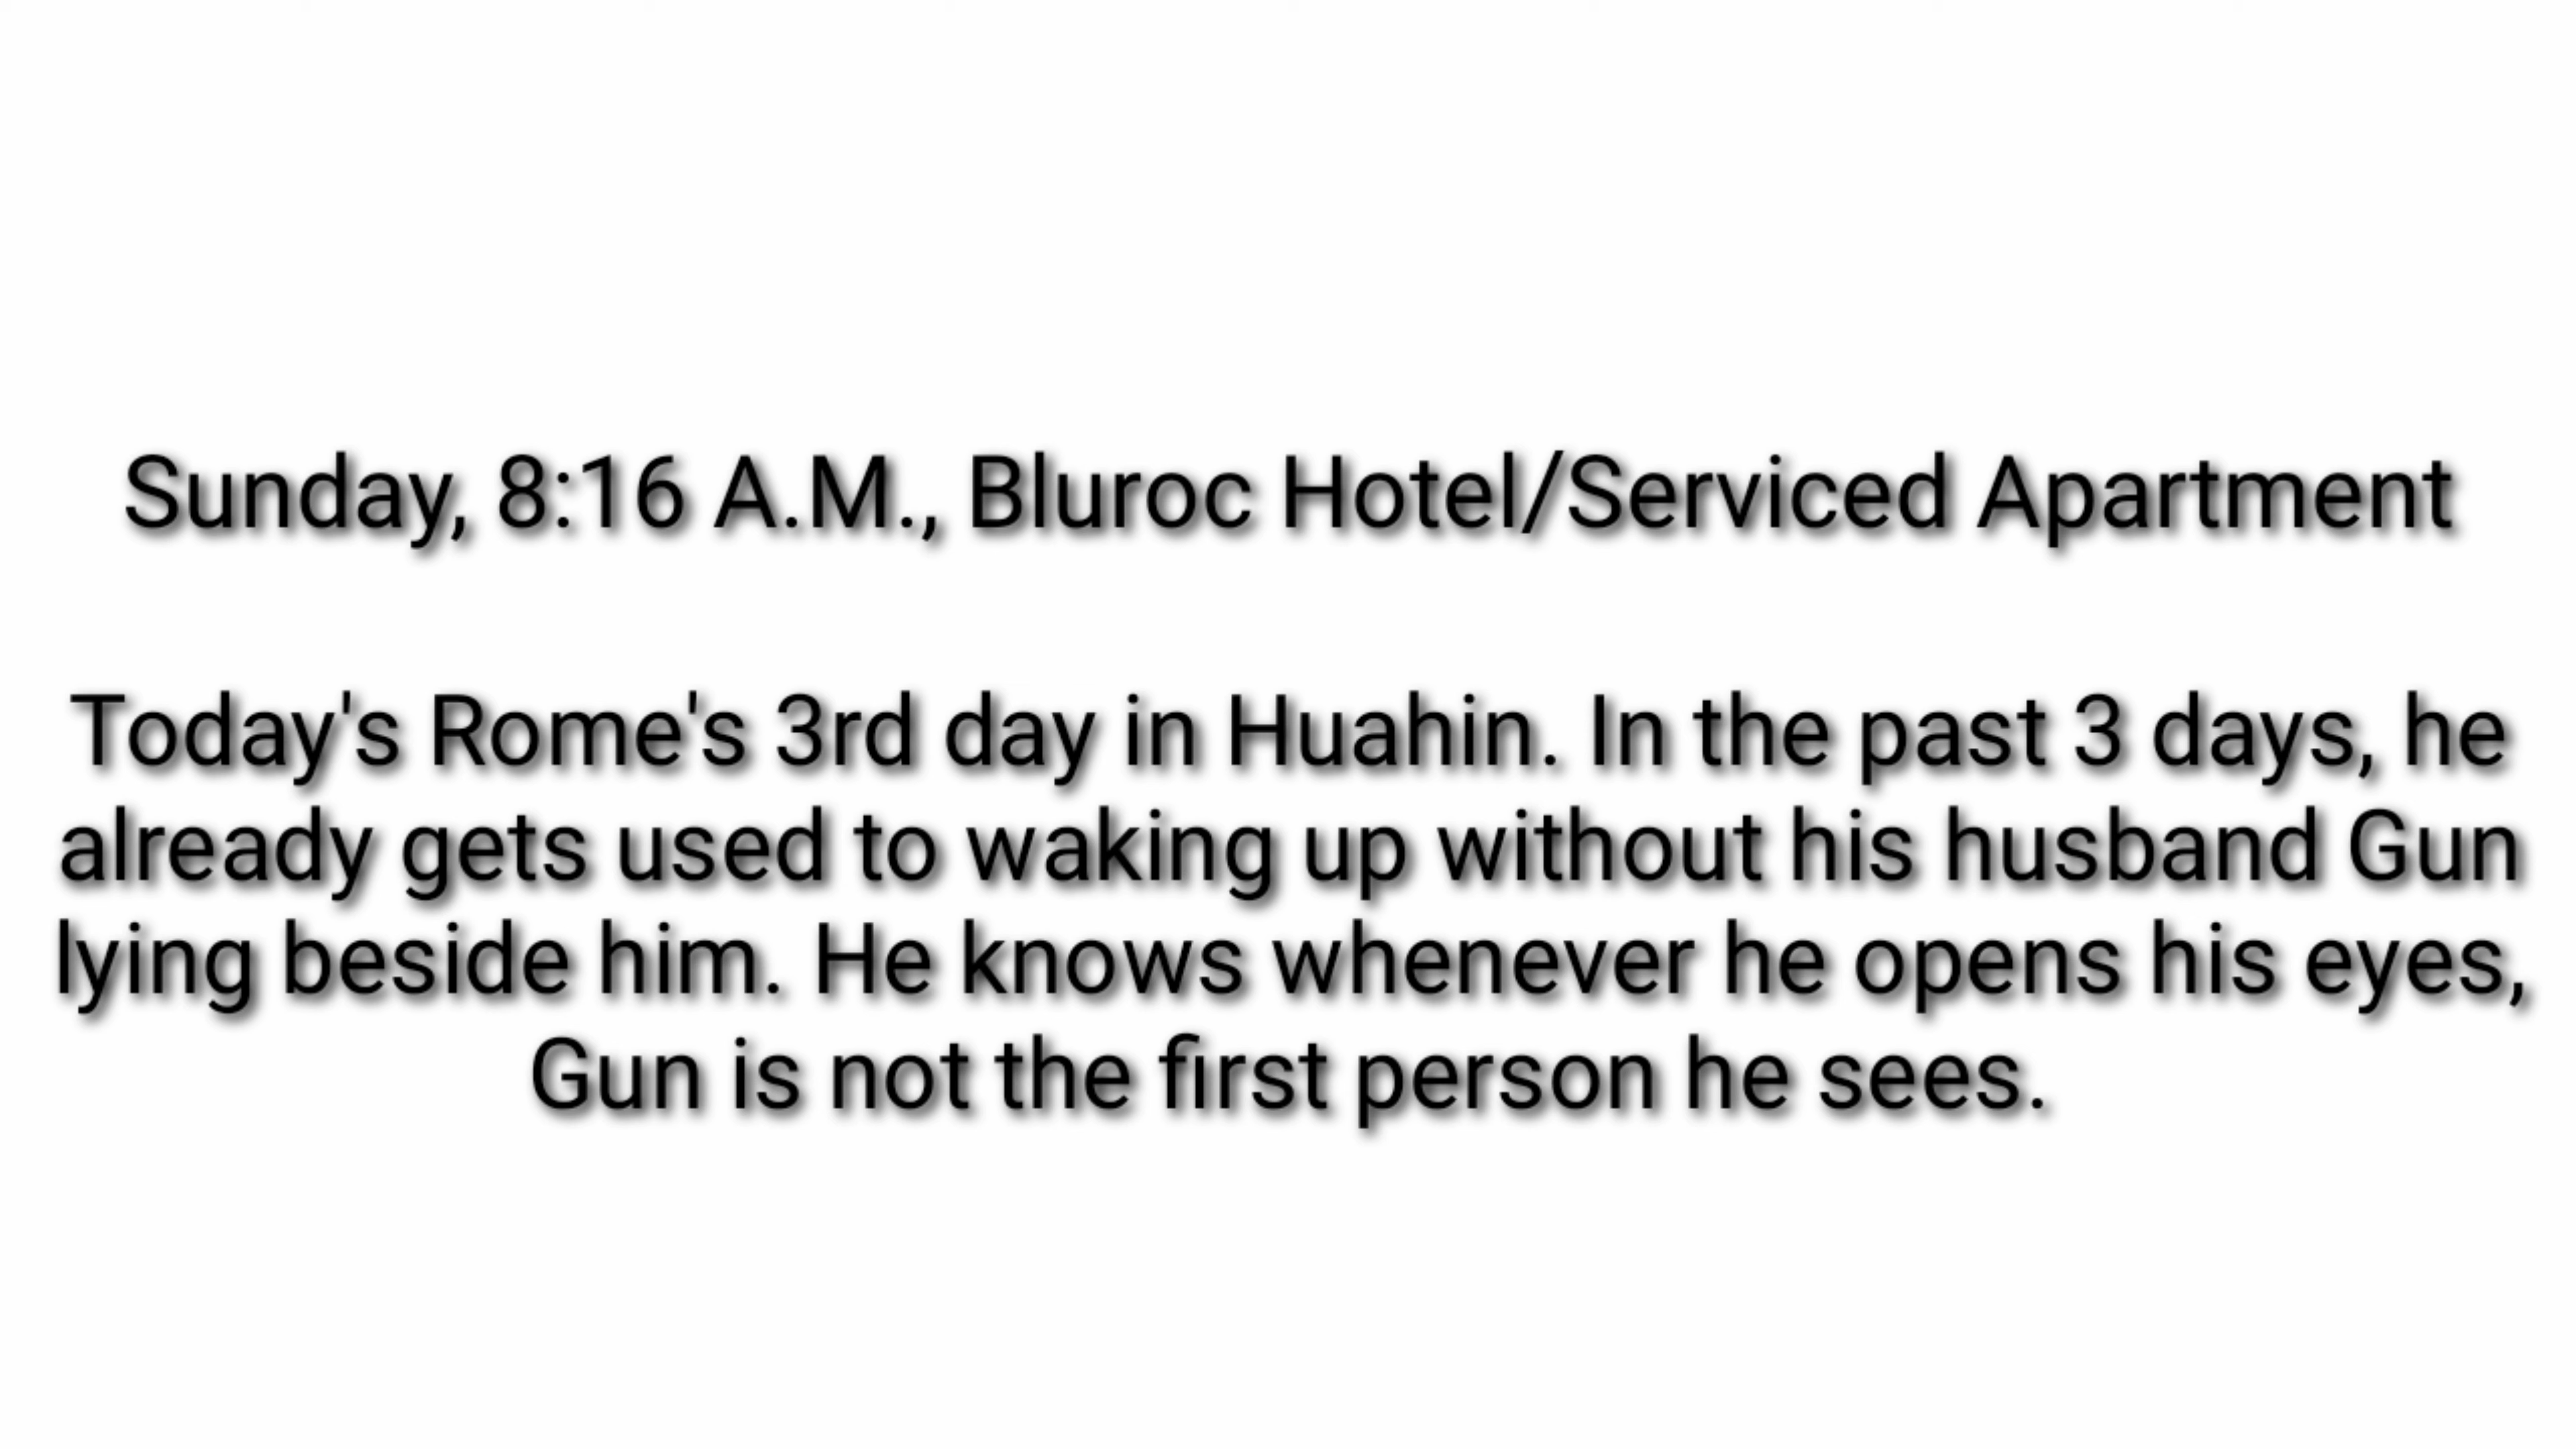 Sunday, 8:16 A.M., Bluroc Hotel/Serviced Apartment
Today's Rome's 3rd day in Huahin. In the past 3 days, he
already gets used to waking up without his husband Gun
lying beside him. He knows whenever he opens his eyes,
Gun is not the first person he sees.